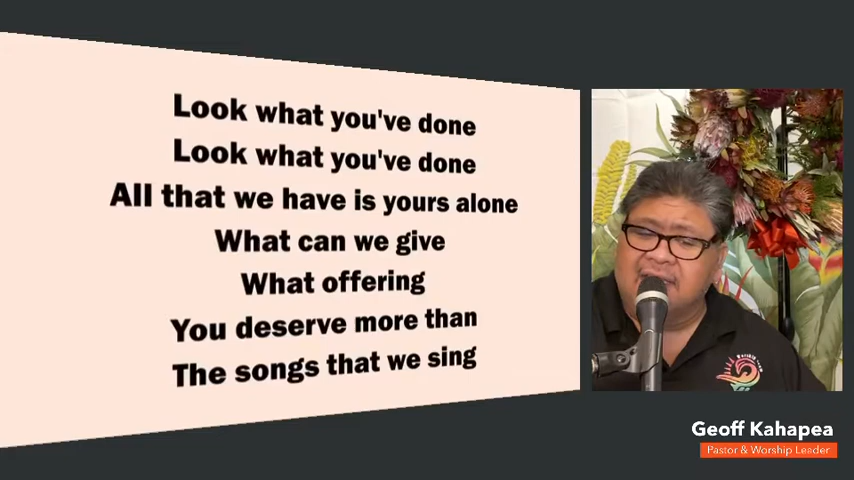 Look what you've done
Look what you've done
All that we have is yours alone
What can we give
What offering
You deserve more than
The songs that we sing
Geoff Kahapea
Pastor & Worship Leader